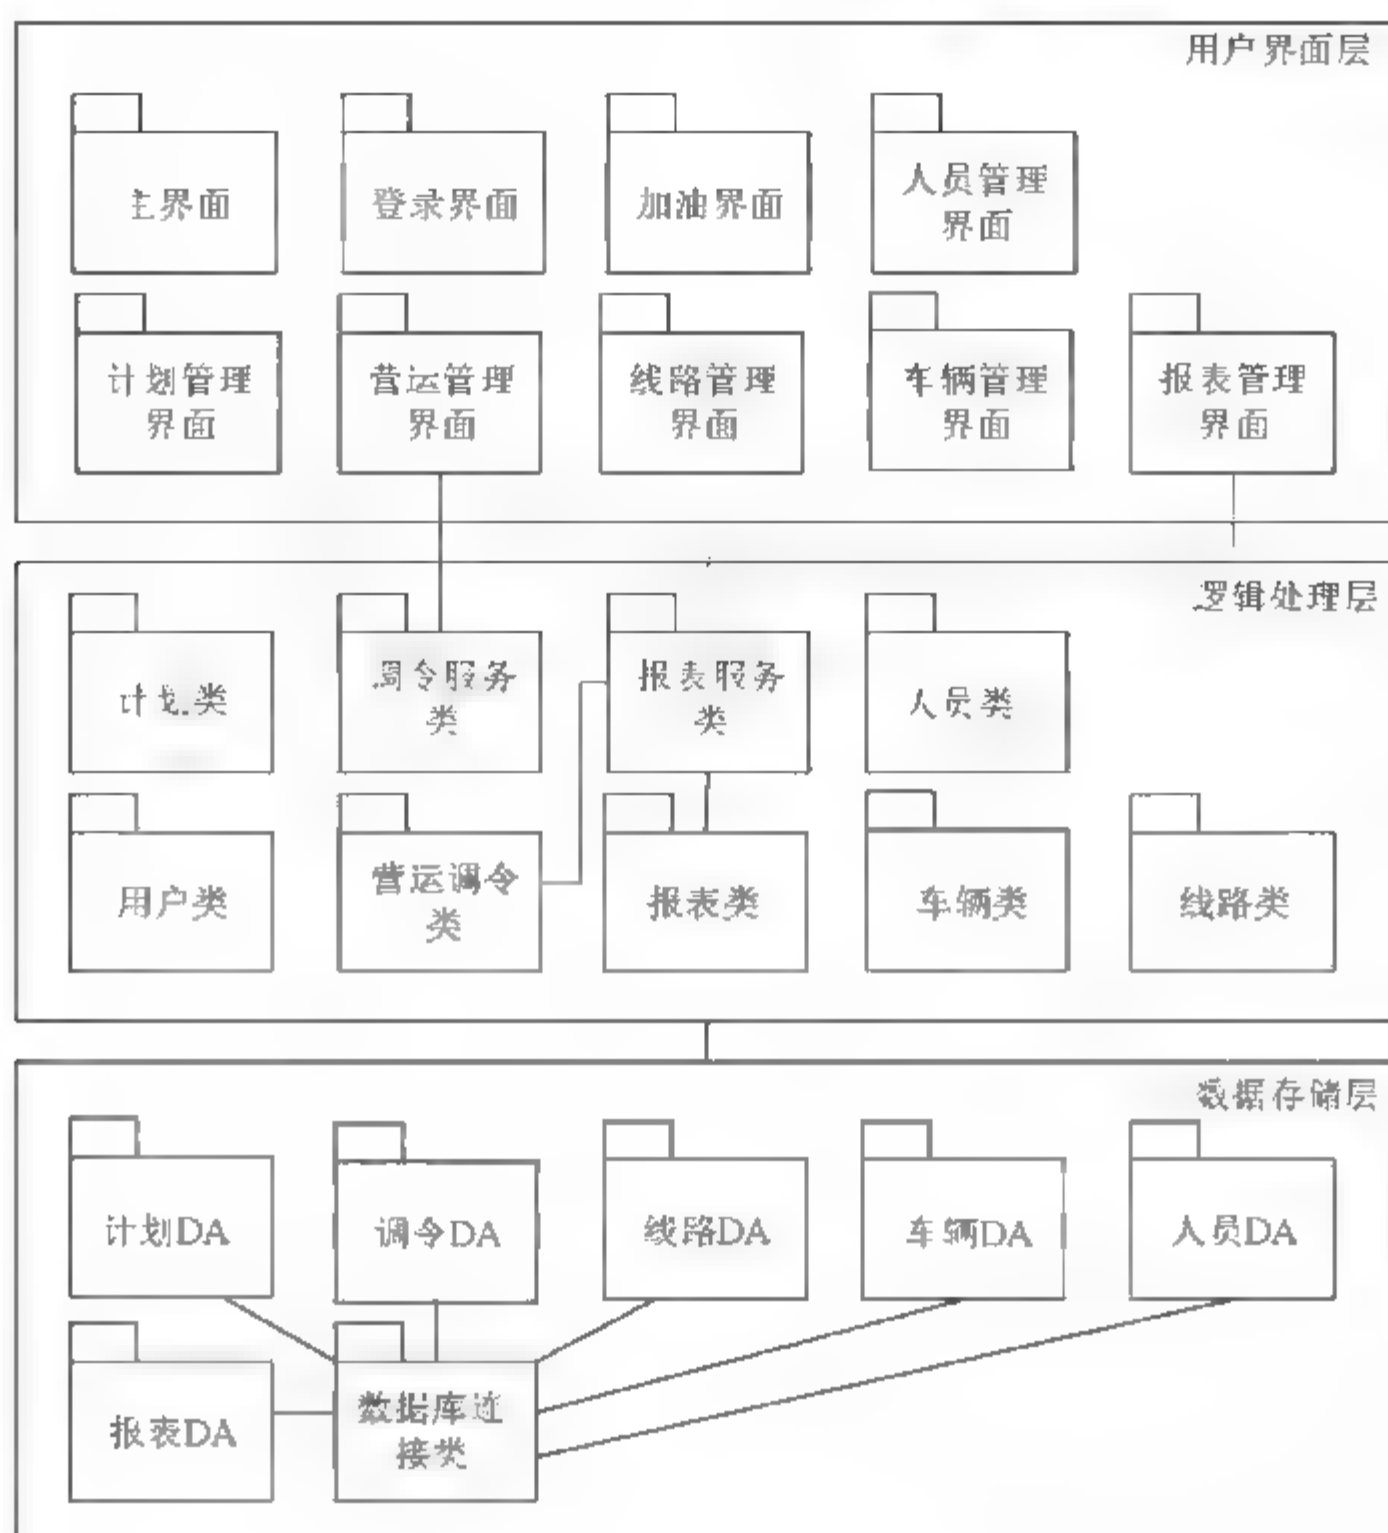 用户界面层
主界面
登录界面
加油界面
人员管理
界面
计划管理
界面
营运管理
界面
线路管理
界面
车辆管理
界面
报表管理
界面
逻辑处理层
计划类
调令服务
类
报表服务
类
人员类
用户类
营运调令
类
报表类
车辆类
线路类
数据存储层
计划DA
调令DA
线路DA
车辆DA
人员DA
报表DA
数据库连
接类